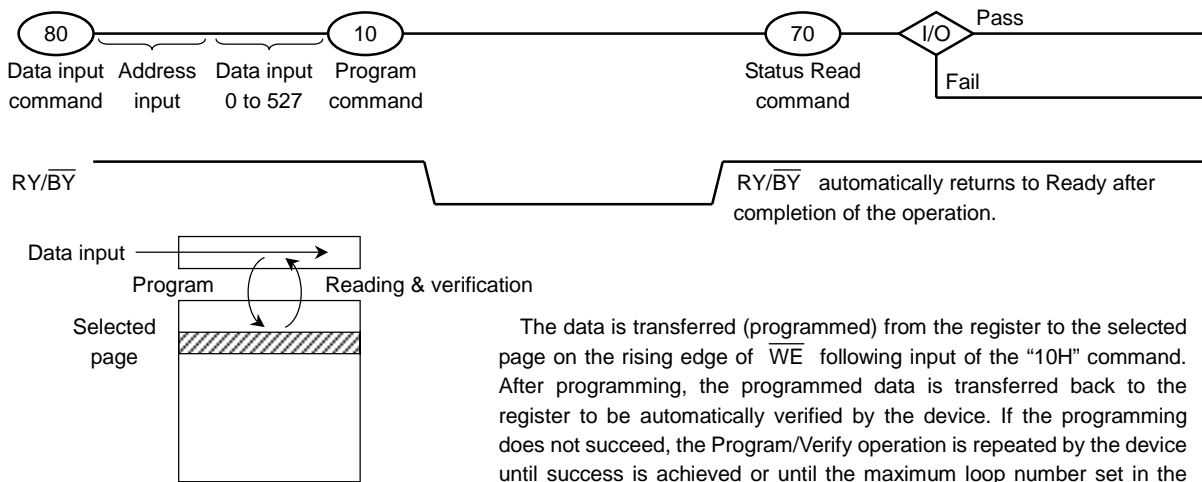 80
10
70
I/O
Pass
Data input command
Address input
Data input 0 to 527
Program command
Status Read command
Fail
RY/BY
RY/BY automatically returns to Ready after
completion of the operation.
Data input
Program
Reading & verification
Selected
page
The data is transferred (programmed) from the register to the selected
page on the rising edge of WE following input of the “10H” command.
After programming, the programmed data is transferred back to the
register to be automatically verified by the device. If the programming
does not succeed, the Program/Verify operation is repeated by the device
until success is achieved or until the maximum loop number set in the